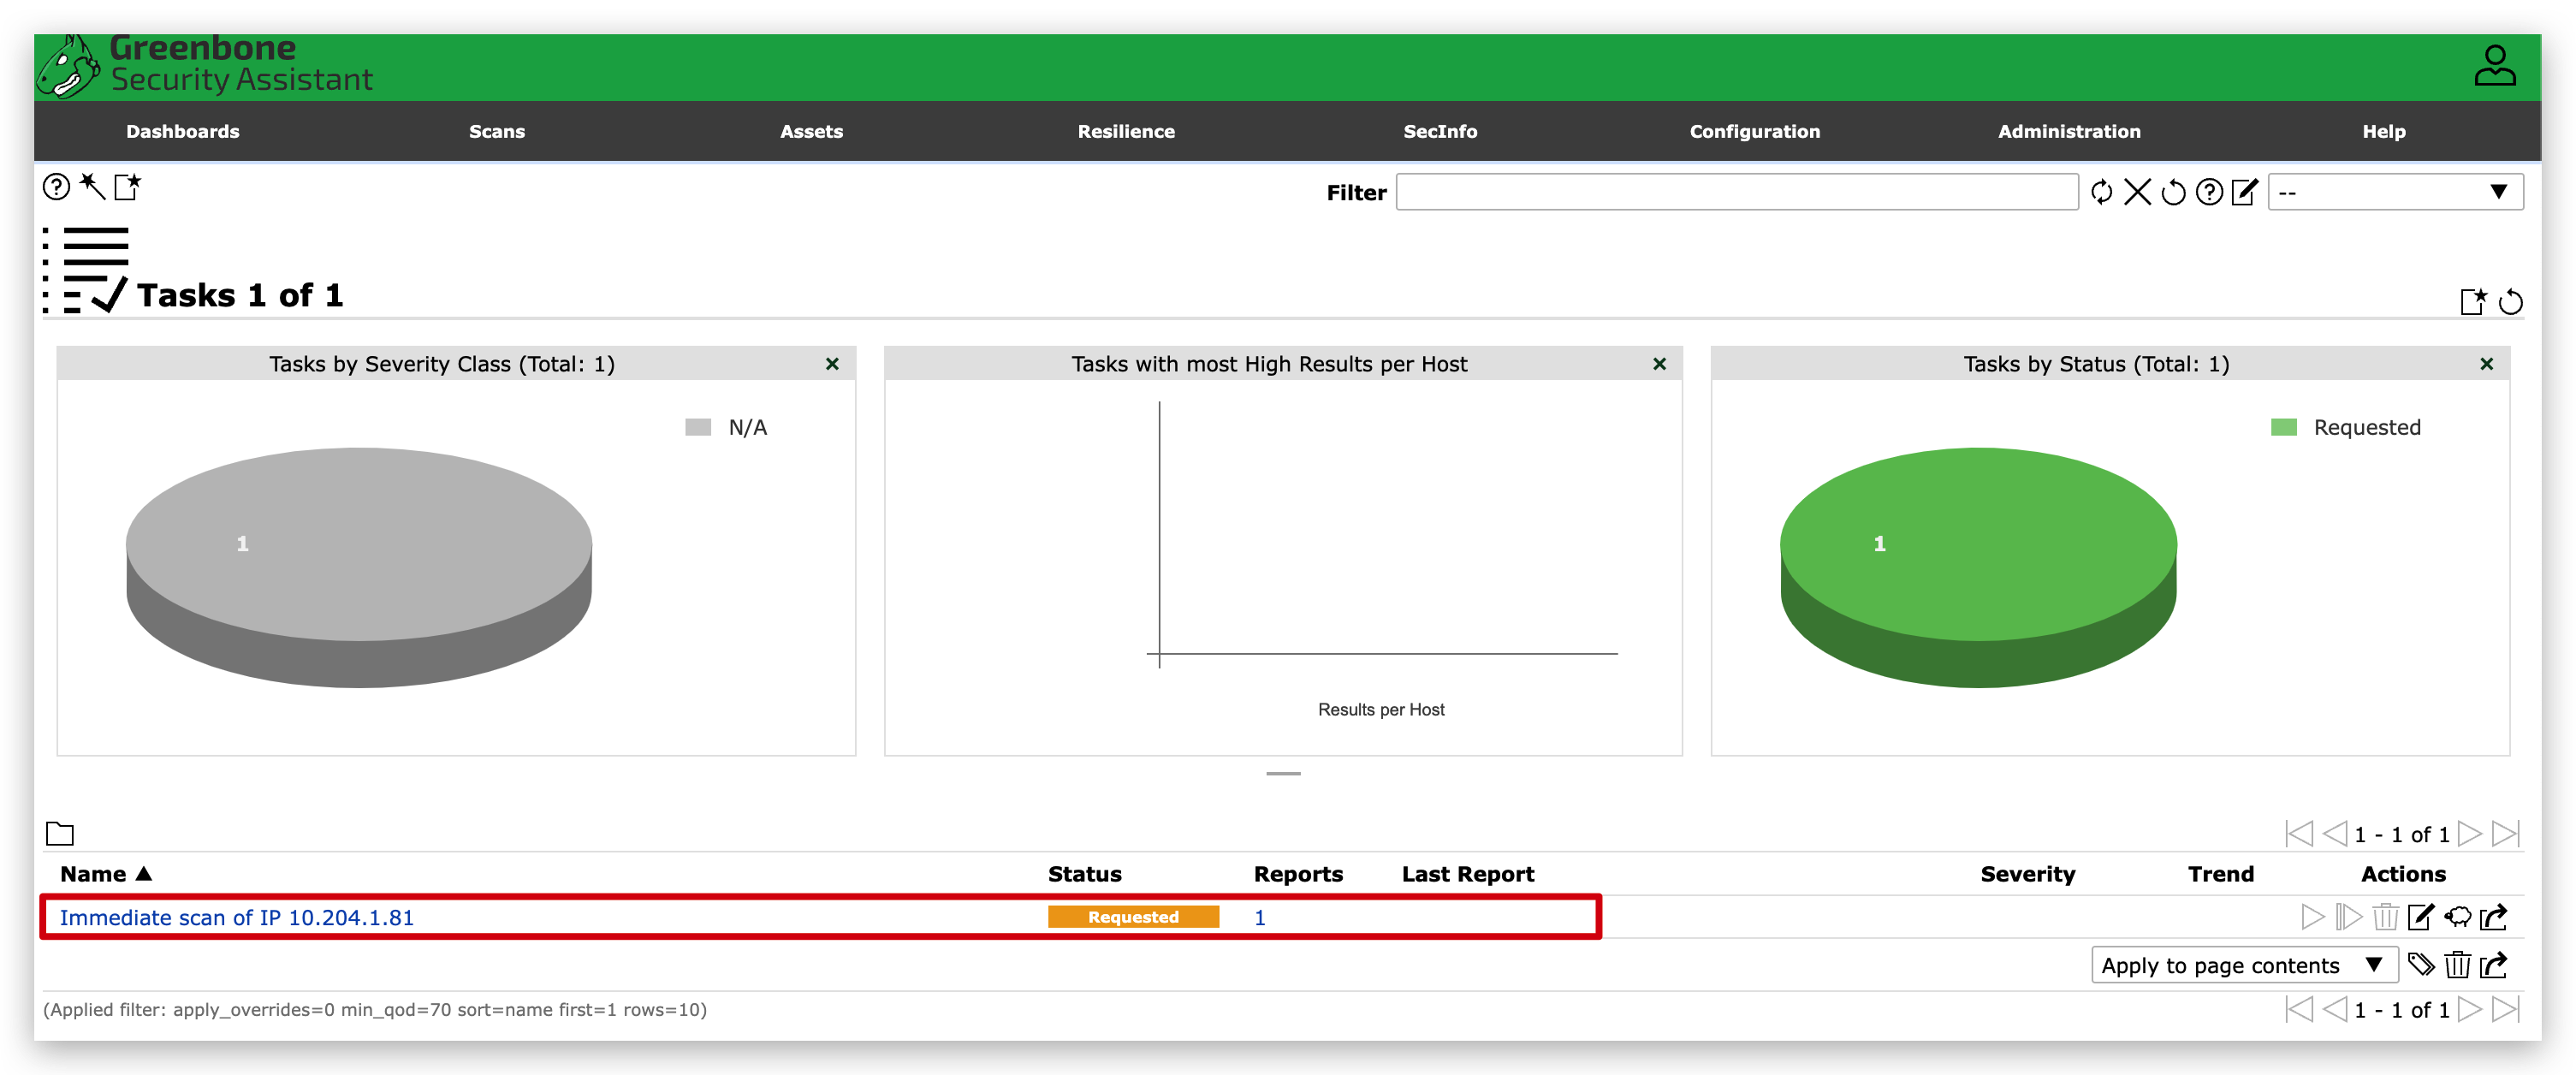 Greenbone
Security Assistant
Dashboards Scans Assets Resilience SecInfo Configuration Administration Help
Filter --
Tasks 1 of 1
Tasks by Severity Class (Total: 1)
N/A
1
Tasks with most High Results per Host
Results per Host
Tasks by Status (Total: 1)
Requested
1
1 - 1 of 1
Name ▲ Status Reports Last Report Severity Trend Actions
Immediate scan of IP 10.204.1.81 Requested 1
Apply to page contents
(Applied filter: apply_overrides=0 min_qod=70 sort=name first=1 rows=10)
1 - 1 of 1